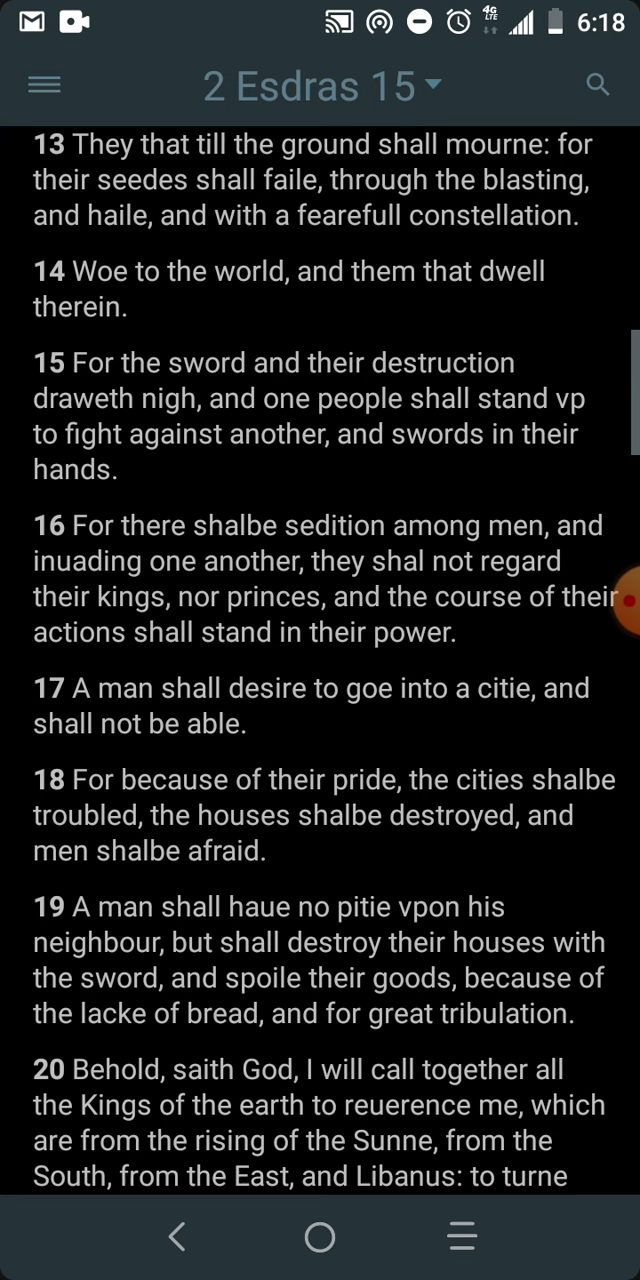 4G
LTE
6:18
2 Esdras 15
13 They that till the ground shall mourne: for
their seedes shall faile, through the blasting,
and haile, and with a fearefull constellation.
14 Woe to the world, and them that dwell
therein.
15 For the sword and their destruction
draweth nigh, and one people shall stand vp
to fight against another, and swords in their
hands.
16 For there shalbe sedition among men, and
inuading one another, they shal not regard
their kings, nor princes, and the course of their
actions shall stand in their power.
17 A man shall desire to goe into a citie, and
shall not be able.
18 For because of their pride, the cities shalbe
troubled, the houses shalbe destroyed, and
men shalbe afraid.
19 A man shall haue no pitie vpon his
neighbour, but shall destroy their houses with
the sword, and spoile their goods, because of
the lacke of bread, and for great tribulation.
20 Behold, saith God, I will call together all
the Kings of the earth to reuerence me, which
are from the rising of the Sunne, from the
South, from the East, and Libanus: to turne